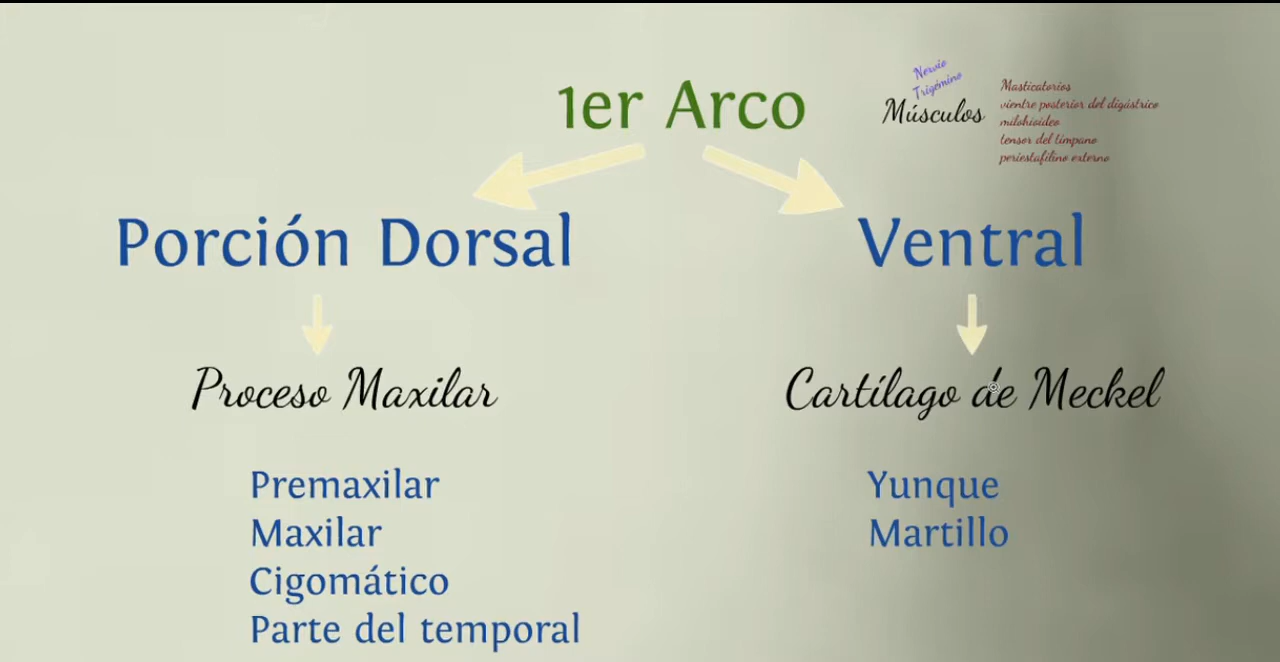 1er Arco
Nervio
Trigémino
Músculos
Masticatorios
vientre posterior del digástrico
milohioideo
tensor del timpano
periestafilino externo
Porción Dorsal
Ventral
Proceso Maxilar
Cartílago de Meckel
Premaxilar
Maxilar
Cigomático
Parte del temporal
Yunque
Martillo